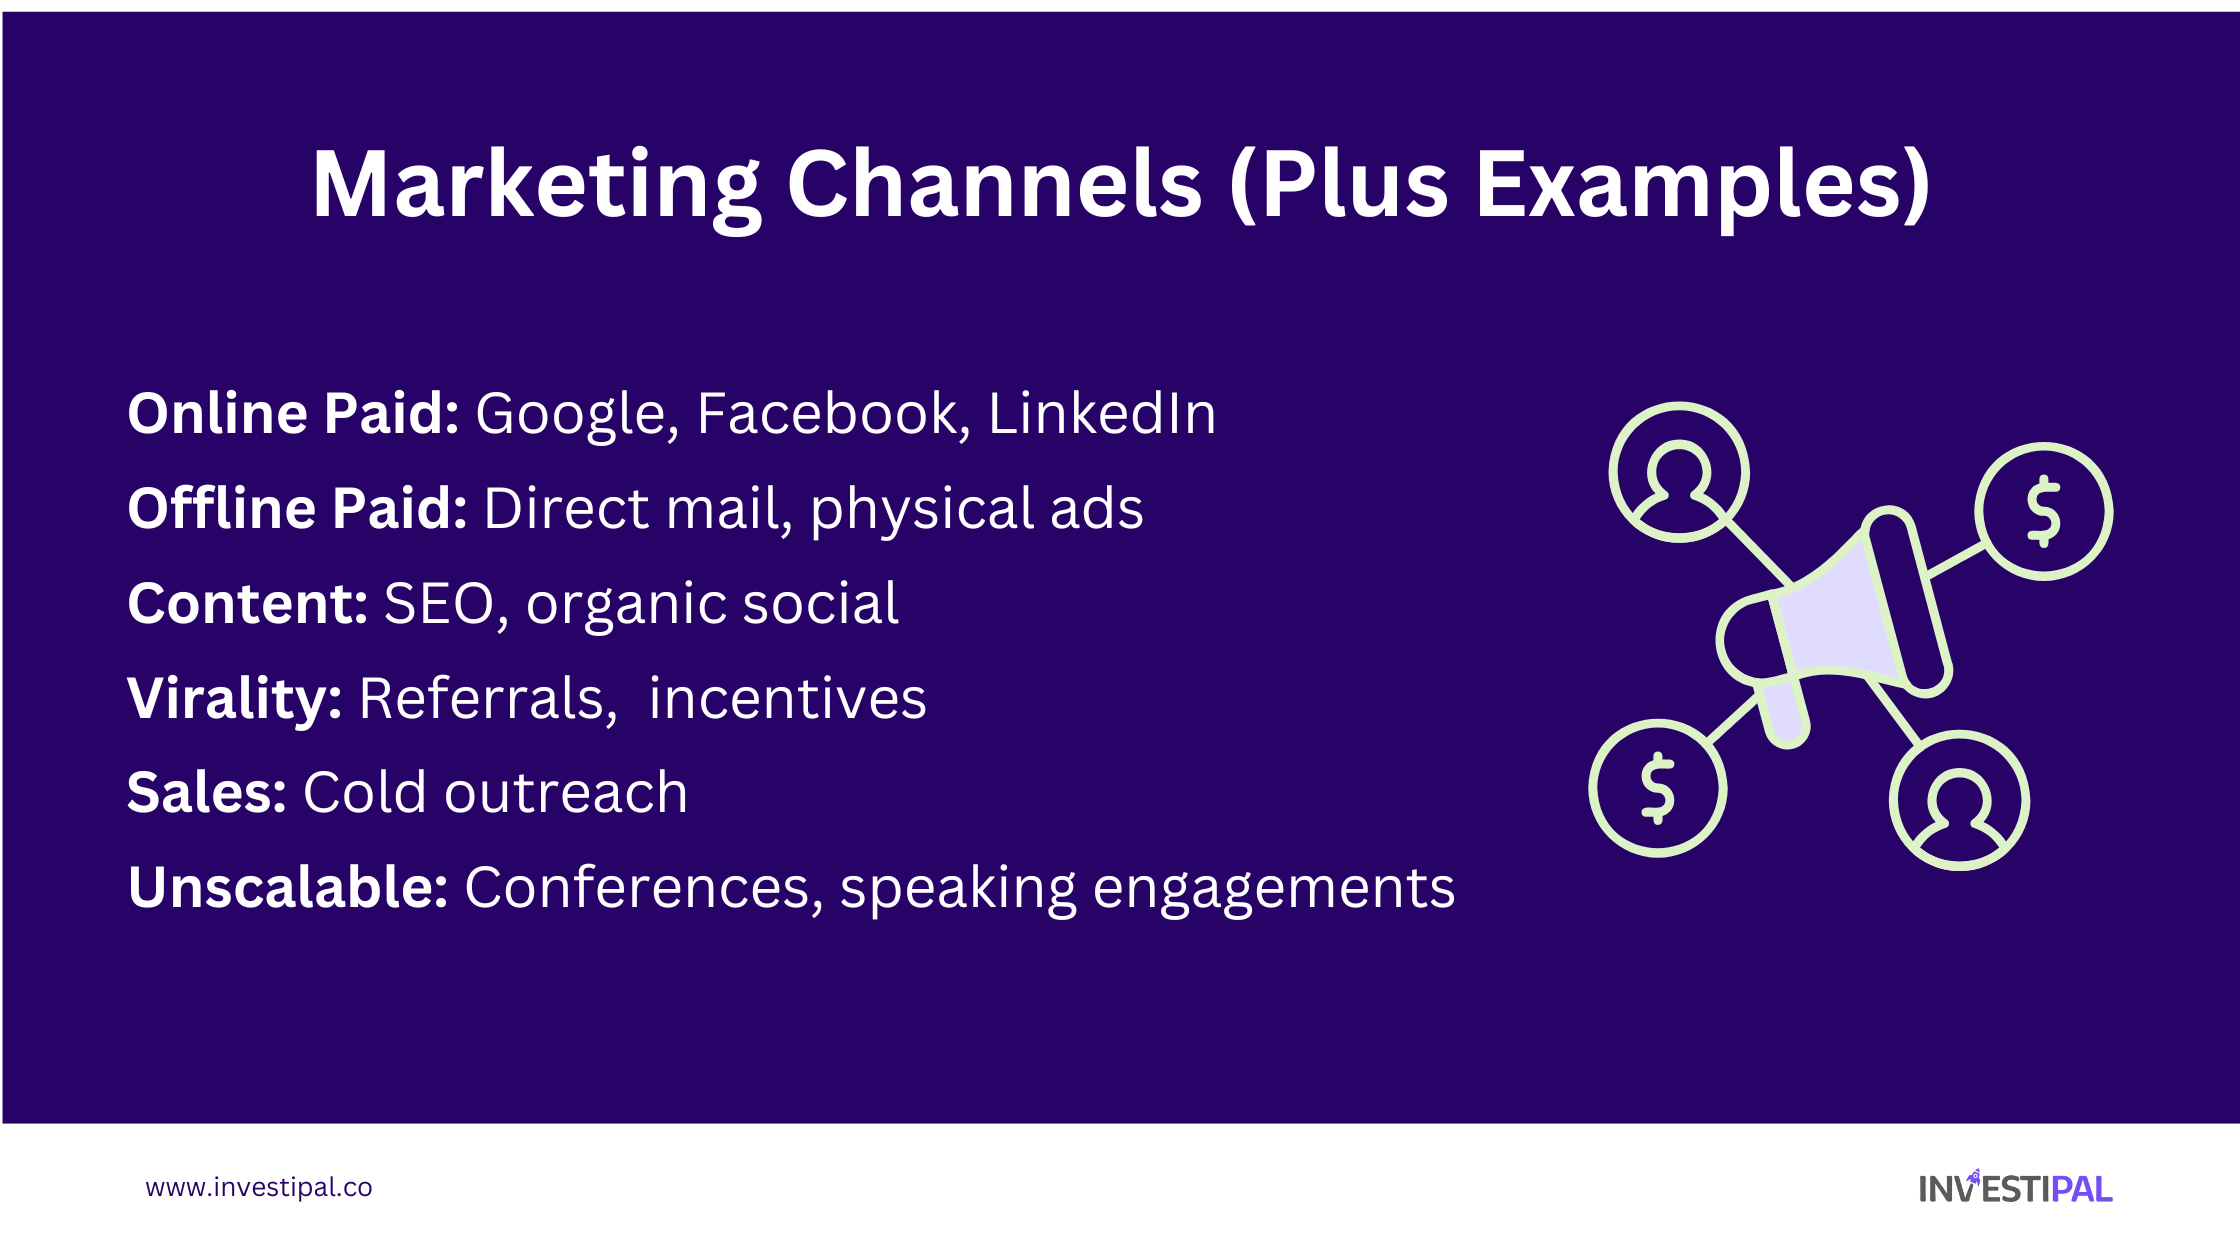 Marketing Channels (Plus Examples)
Online Paid: Google, Facebook, LinkedIn
Offline Paid: Direct mail, physical ads
Content: SEO, organic social
Virality: Referrals,  incentives
Sales: Cold outreach
Unscalable: Conferences, speaking engagements
$
$
www.investipal.co
INVESTIPAL